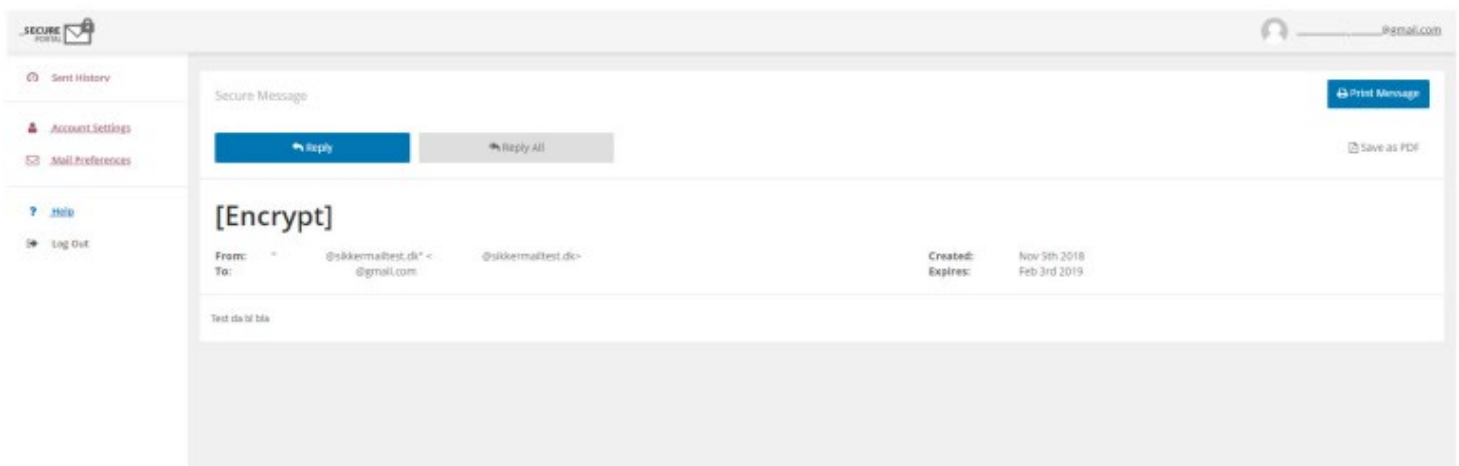 SECURE
PORTAL
@gmail.com
Sent History
Secure Message
Print Message
Account Settings
Reply
Reply All
Save as PDF
Mail Preferences
? Help
[Encrypt]
Log Out
From: " @sikkermailtest.dk" < @sikkermailtest.dk>
Created: Nov 5th 2018
To: @gmail.com
Expires: Feb 3rd 2019
Test da bl bla